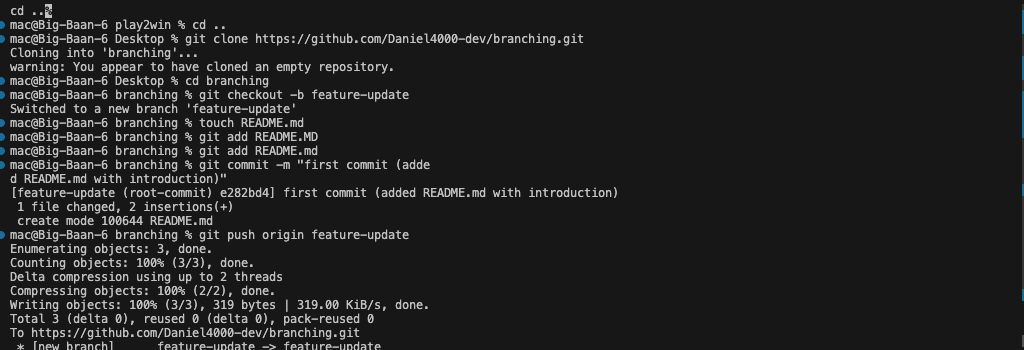 cd ..%
mac@Big-Baan-6 play2win % cd ..
mac@Big-Baan-6 Desktop % git clone https://github.com/Daniel4000-dev/branching.git
Cloning into 'branching'...
warning: You appear to have cloned an empty repository.
mac@Big-Baan-6 Desktop % cd branching
mac@Big-Baan-6 branching % git checkout -b feature-update
Switched to a new branch 'feature-update'
mac@Big-Baan-6 branching % touch README.md
mac@Big-Baan-6 branching % git add README.MD
mac@Big-Baan-6 branching % git add README.md
mac@Big-Baan-6 branching % git commit -m "first commit (adde
d README.md with introduction)"
[feature-update (root-commit) e282bd4] first commit (added README.md with introduction)
 1 file changed, 2 insertions(+)
 create mode 100644 README.md
mac@Big-Baan-6 branching % git push origin feature-update
Enumerating objects: 3, done.
Counting objects: 100% (3/3), done.
Delta compression using up to 2 threads
Compressing objects: 100% (2/2), done.
Writing objects: 100% (3/3), 319 bytes | 319.00 KiB/s, done.
Total 3 (delta 0), reused 0 (delta 0), pack-reused 0
To https://github.com/Daniel4000-dev/branching.git
 * [new branch]      feature-update -> feature-update